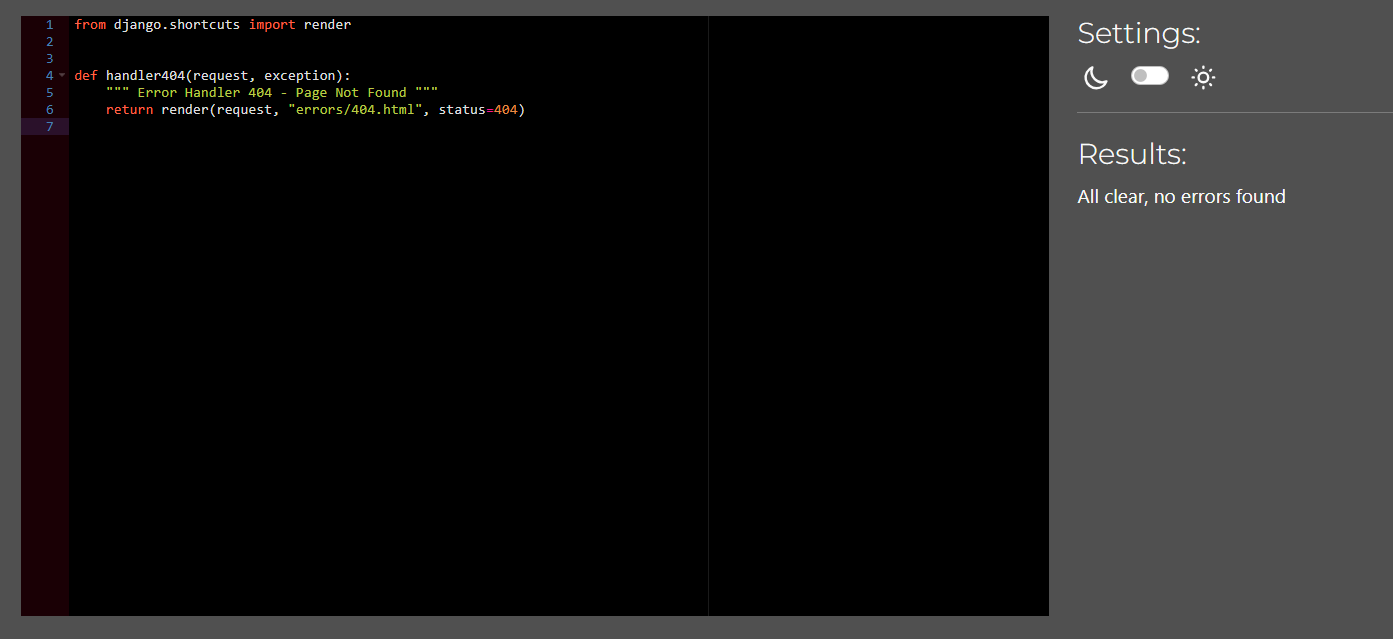 1 from django.shortcuts import render
2
3
4 def handler404(request, exception):
5     """ Error Handler 404 - Page Not Found """
6     return render(request, "errors/404.html", status=404)
7
Settings:
Results:
All clear, no errors found